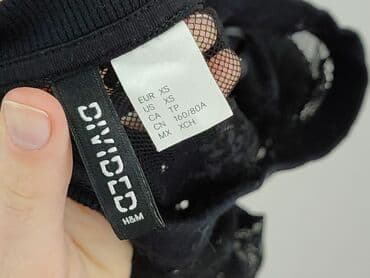 DIVIDED
H&M
EUR XS
US XS
CA TP
CN 160/80A
MX XCH